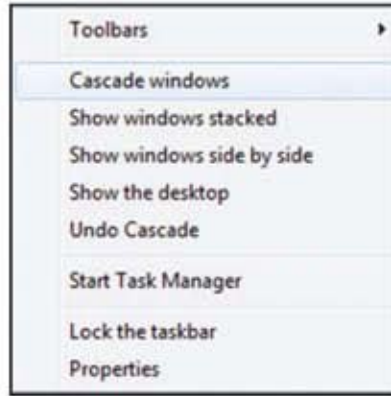 Toolbars
Cascade windows
Show windows stacked
Show windows side by side
Show the desktop
Undo Cascade
Start Task Manager
Lock the taskbar
Properties